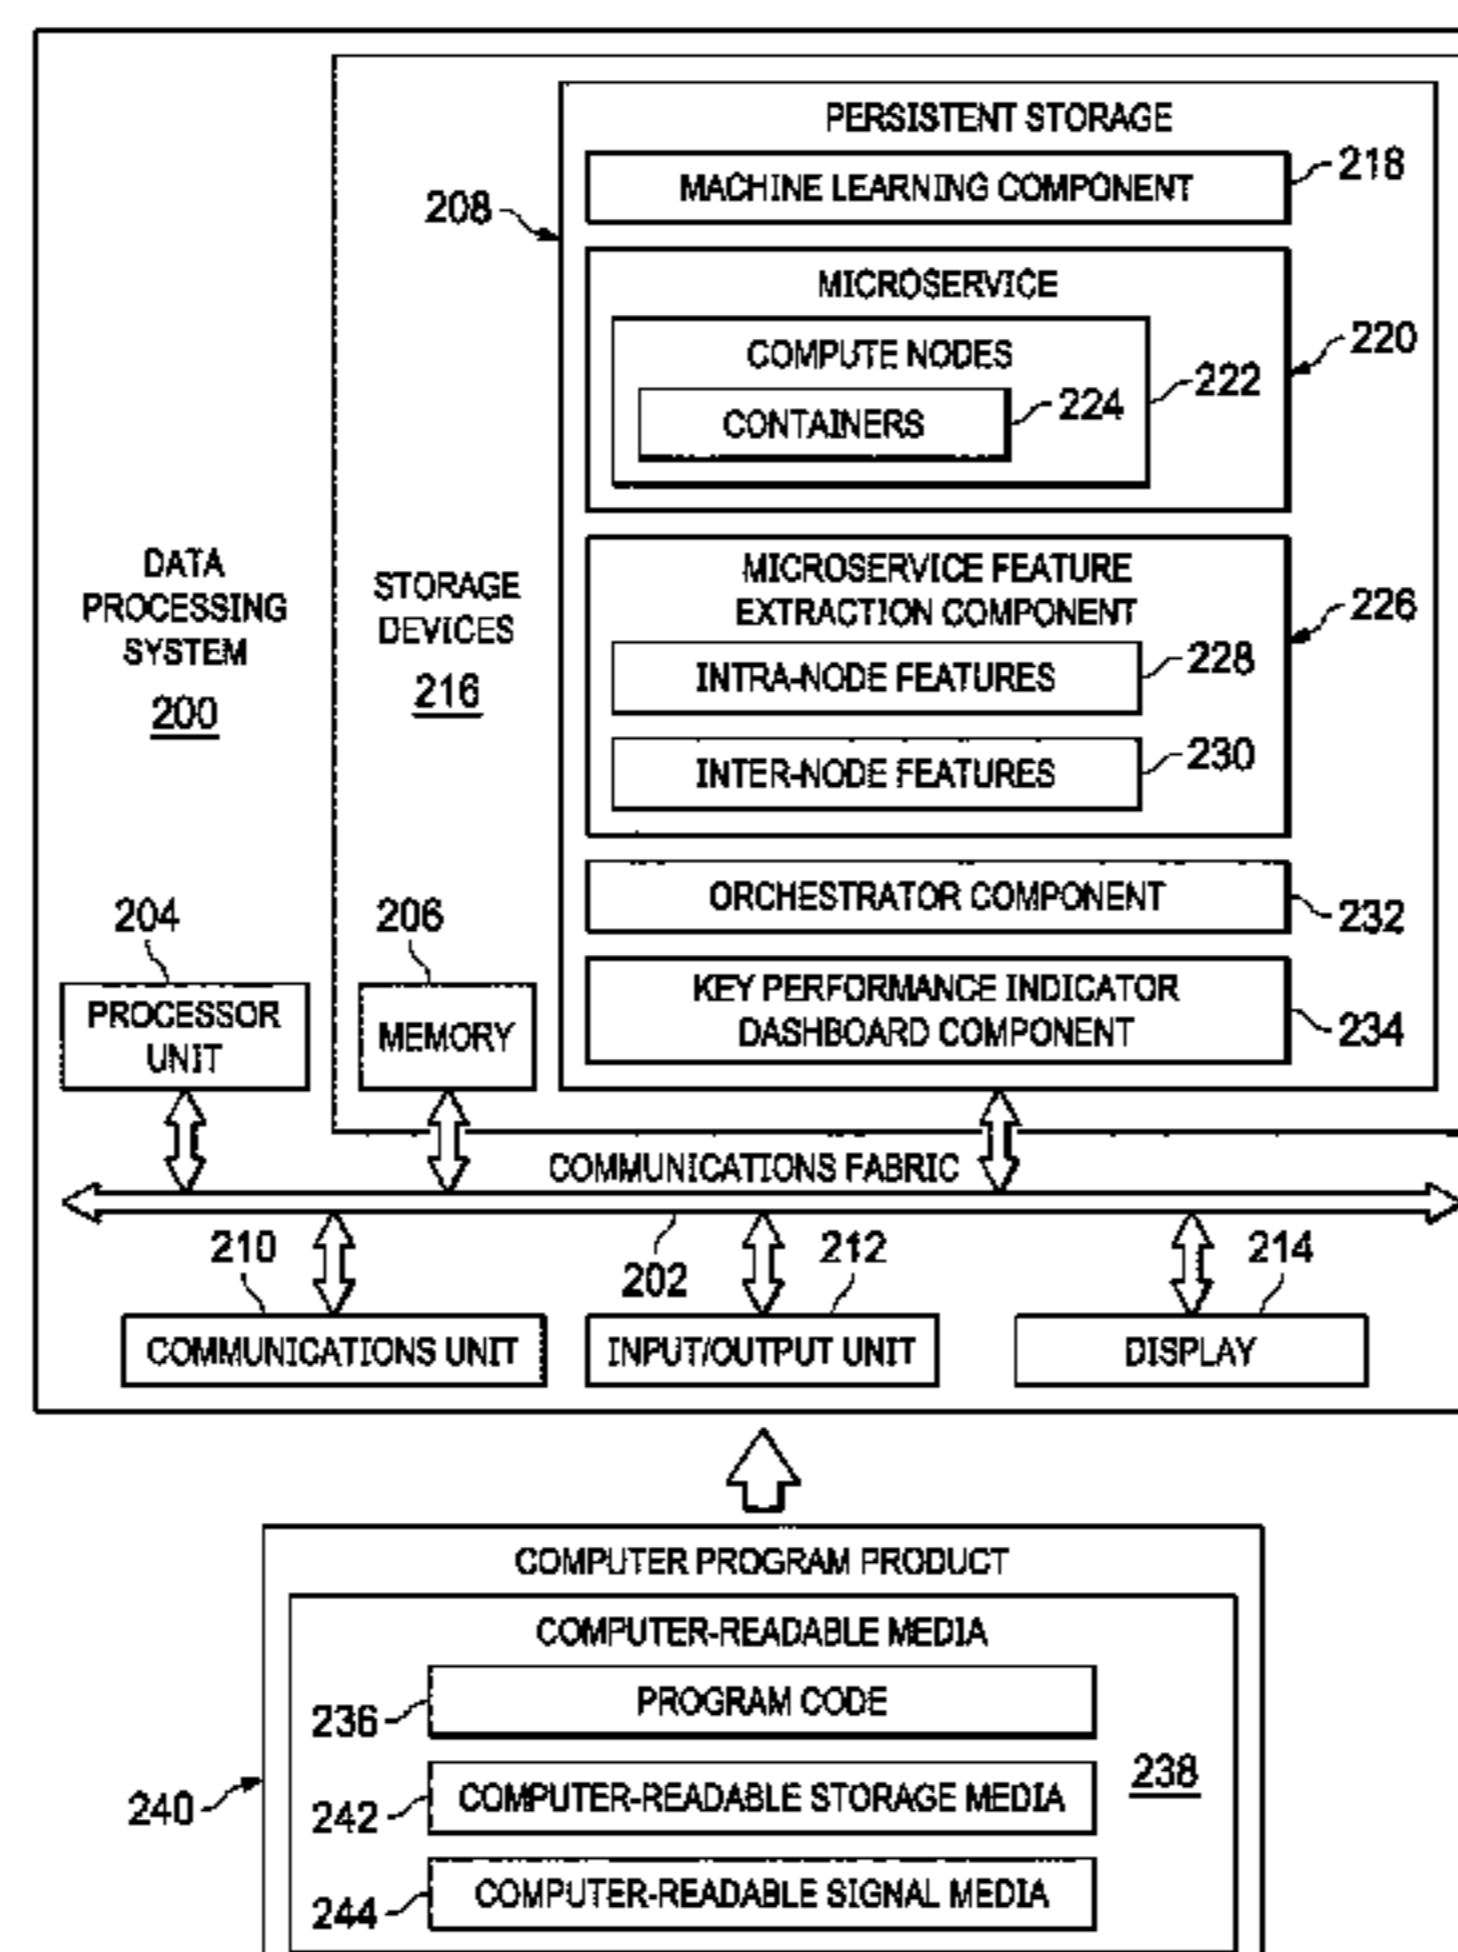 PERSISTENT STORAGE
MACHINE LEARNING COMPONENT
218
208
MICROSERVICE
220
COMPUTE NODES
222
CONTAINERS
224
DATA
PROCESSING
SYSTEM
200
STORAGE
DEVICES
216
MICROSERVICE FEATURE
EXTRACTION COMPONENT
226
INTRA-NODE FEATURES
228
INTER-NODE FEATURES
230
ORCHESTRATOR COMPONENT
232
KEY PERFORMANCE INDICATOR
DASHBOARD COMPONENT
234
204
PROCESSOR
UNIT
206
MEMORY
COMMUNICATIONS FABRIC
202
210
COMMUNICATIONS UNIT
212
INPUT/OUTPUT UNIT
214
DISPLAY
COMPUTER PROGRAM PRODUCT
240
COMPUTER-READABLE MEDIA
238
236
PROGRAM CODE
242
COMPUTER-READABLE STORAGE MEDIA
244
COMPUTER-READABLE SIGNAL MEDIA